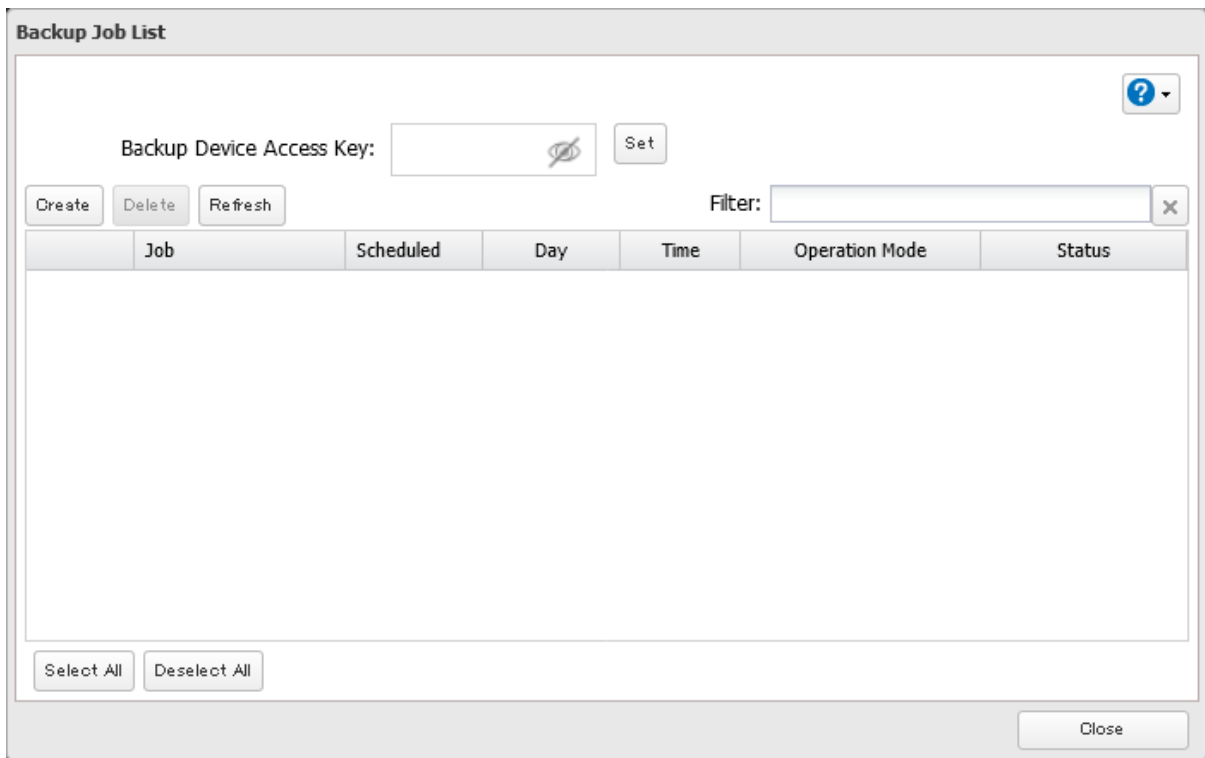 Backup Job List
?
Backup Device Access Key: Set
Create Delete Refresh Filter:
Job Scheduled Day Time Operation Mode Status
Select All Deselect All
Close